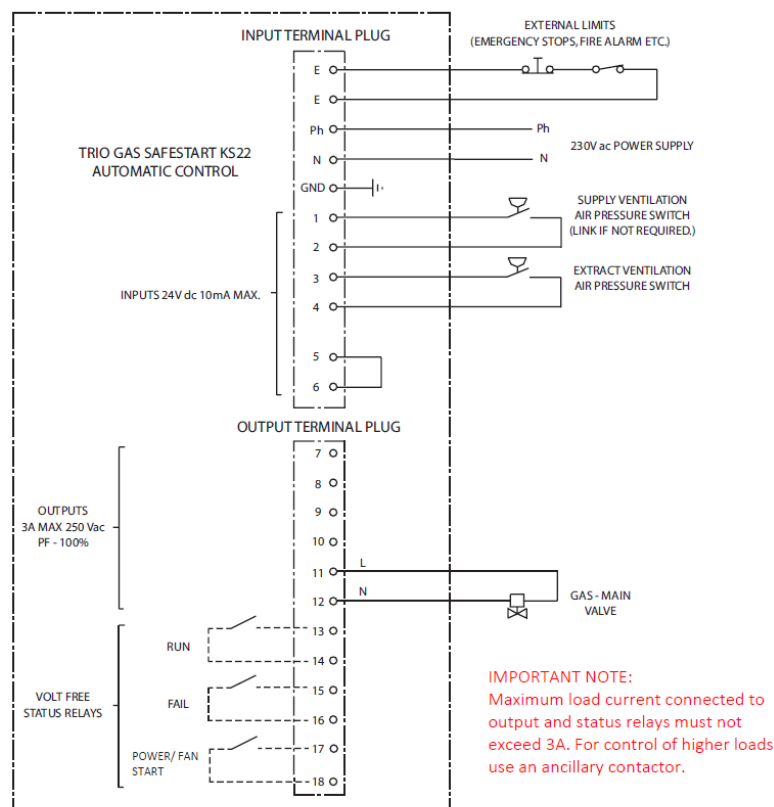 INPUT TERMINAL PLUG
EXTERNAL LIMITS
(EMERGENCY STOPS, FIRE ALARM ETC.)
E
E
Ph
Ph
N
N
230V ac POWER SUPPLY
TRIO GAS SAFESTART KS22
AUTOMATIC CONTROL
GND
1
SUPPLY VENTILATION
AIR PRESSURE SWITCH
(LINK IF NOT REQUIRED.)
2
3
EXTRACT VENTILATION
AIR PRESSURE SWITCH
INPUTS 24V dc 10mA MAX.
4
5
6
OUTPUT TERMINAL PLUG
7
8
9
OUTPUTS
3A MAX 250 Vac
PF - 100%
10
11
L
12
N
GAS - MAIN
VALVE
13
RUN
14
VOLT FREE
STATUS RELAYS
15
FAIL
16
17
POWER/ FAN
START
18
IMPORTANT NOTE:
Maximum load current connected to
output and status relays must not
exceed 3A. For control of higher loads
use an ancillary contactor.